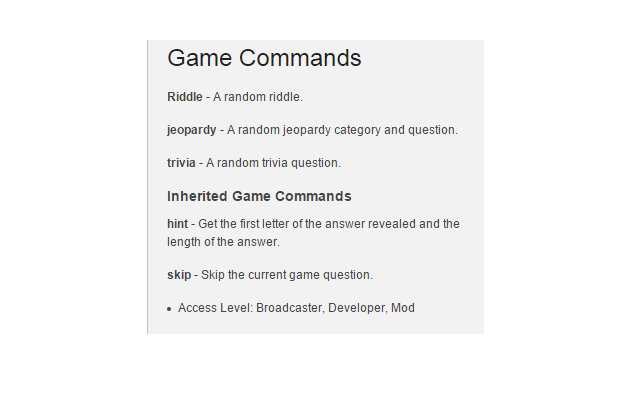 Game Commands
Riddle - A random riddle.
jeopardy - A random jeopardy category and question.
trivia - A random trivia question.
Inherited Game Commands
hint - Get the first letter of the answer revealed and the
length of the answer.
skip - Skip the current game question.
• Access Level: Broadcaster, Developer, Mod